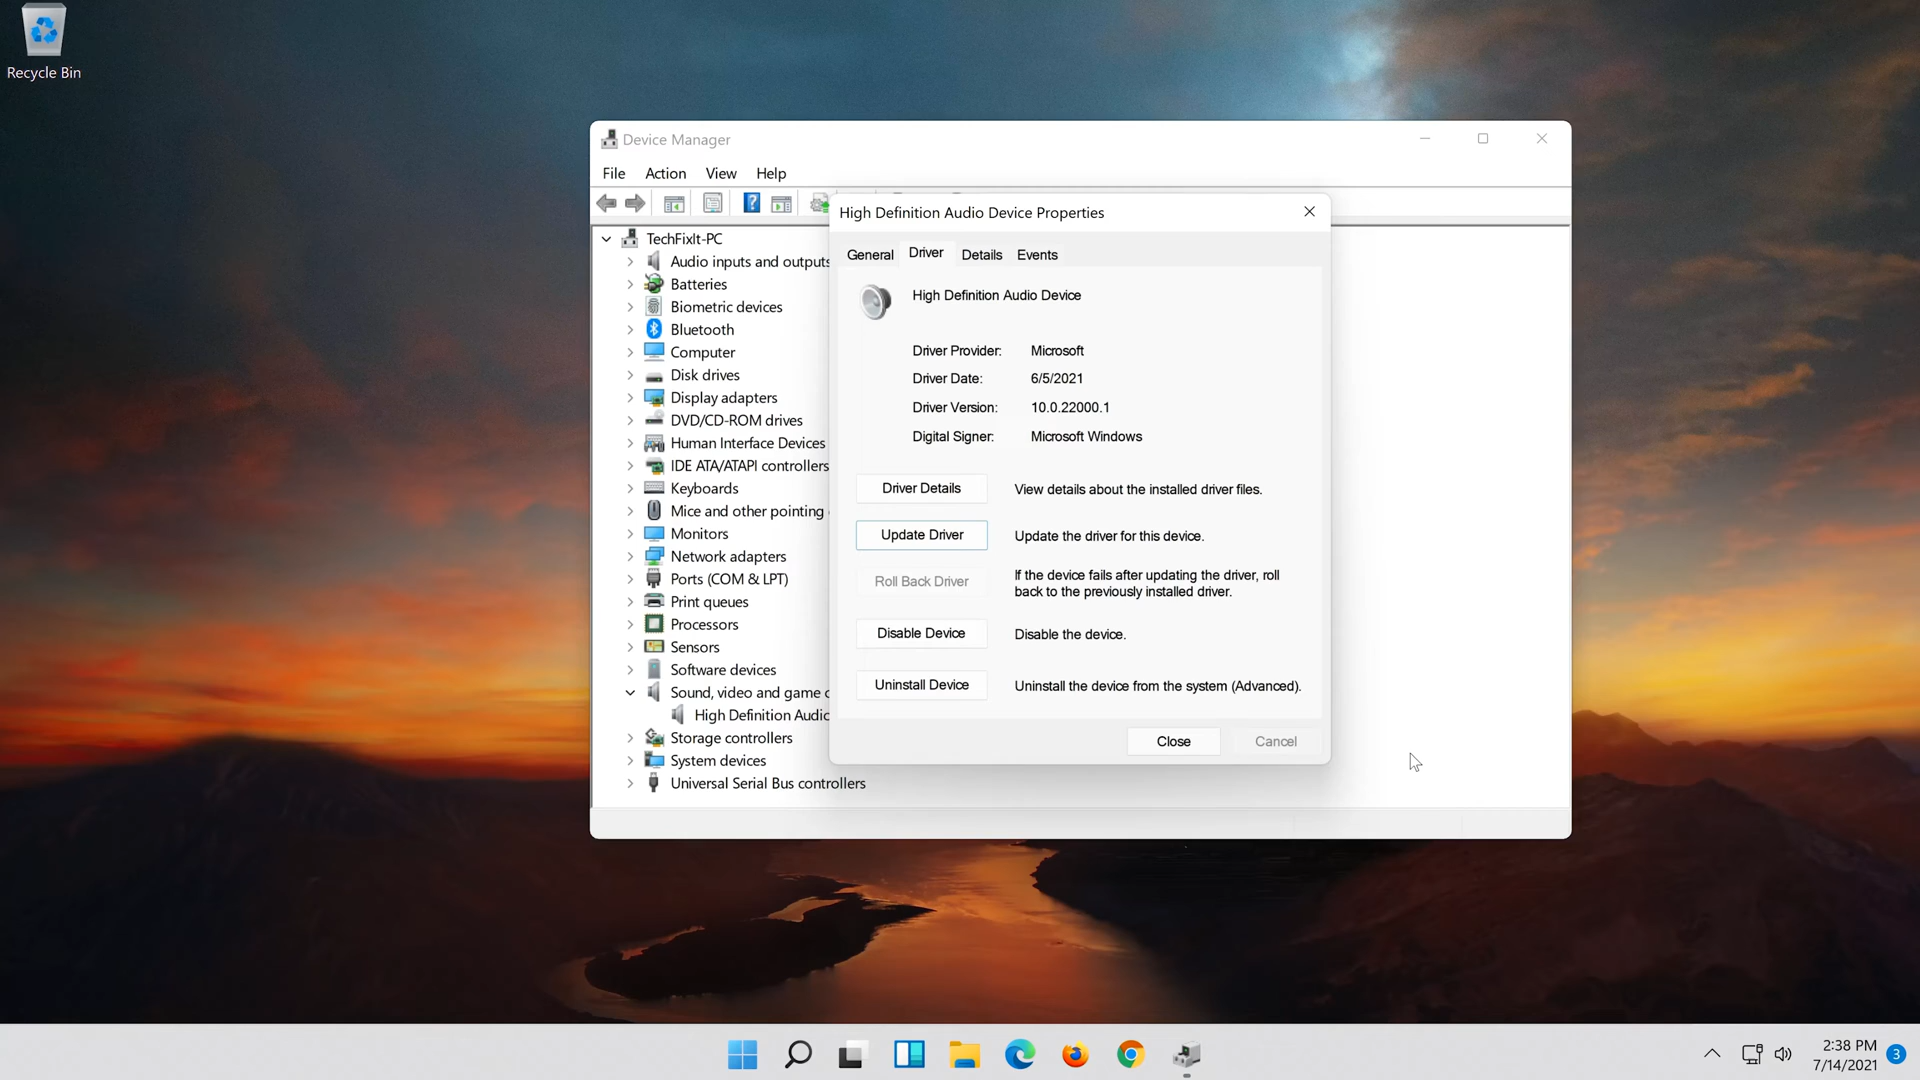 Recycle Bin
Device Manager
File Action View Help
TechFixIt-PC
Audio inputs and outputs
Batteries
Biometric devices
Bluetooth
Computer
Disk drives
Display adapters
DVD/CD-ROM drives
Human Interface Devices
IDE ATA/ATAPI controllers
Keyboards
Mice and other pointing
Monitors
Network adapters
Ports (COM & LPT)
Print queues
Processors
Sensors
Software devices
Sound, video and game
High Definition Audio
Storage controllers
System devices
Universal Serial Bus controllers
High Definition Audio Device Properties
General Driver Details Events
High Definition Audio Device
Driver Provider: Microsoft
Driver Date: 6/5/2021
Driver Version: 10.0.22000.1
Digital Signer: Microsoft Windows
Driver Details View details about the installed driver files.
Update Driver Update the driver for this device.
Roll Back Driver If the device fails after updating the driver, roll
back to the previously installed driver.
Disable Device Disable the device.
Uninstall Device Uninstall the device from the system (Advanced).
Close Cancel
2:38 PM
7/14/2021
3